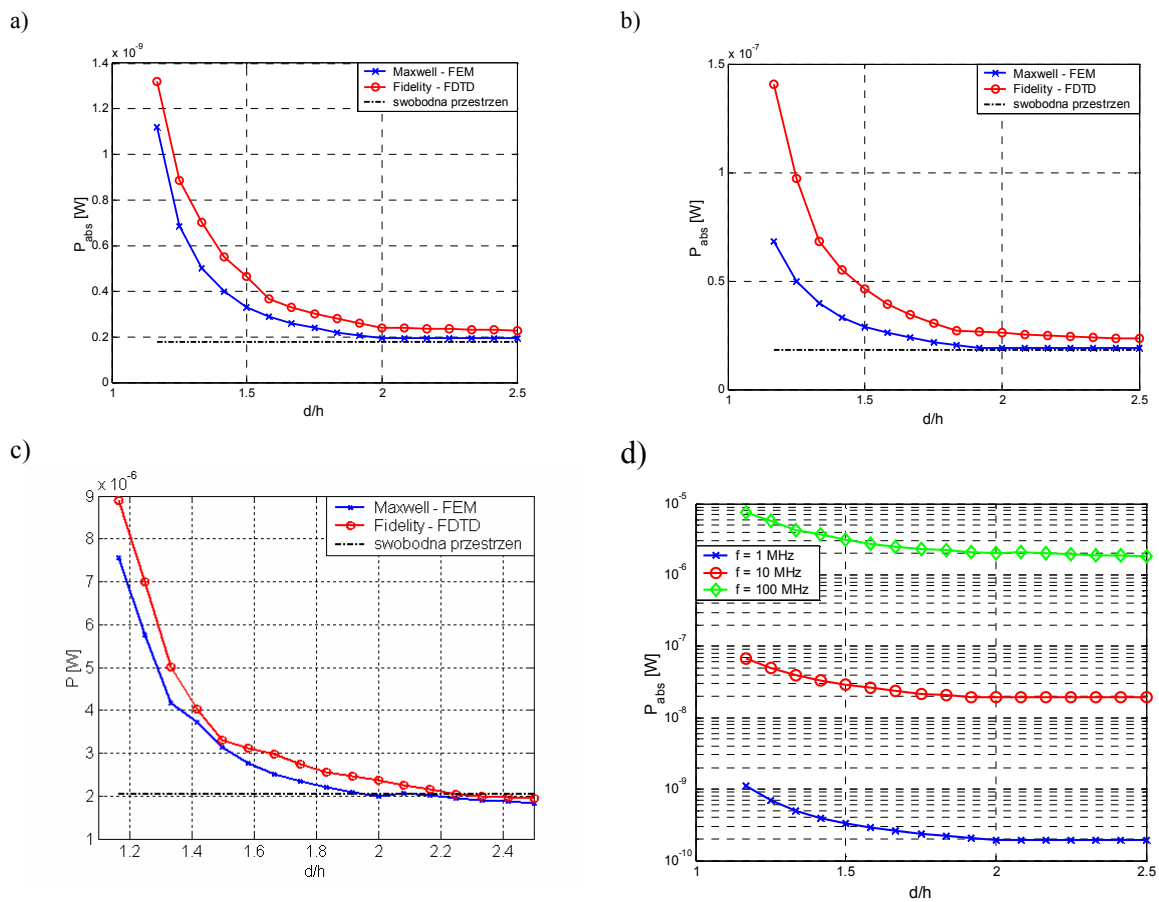 a)
x 10⁻⁹
1.4
1.2
1
0.8
0.6
0.4
0.2
0
P_abs [W]
Maxwell - FEM
Fidelity - FDTD
swobodna przestrzen
1 1.5 2 2.5
d/h
b)
x 10⁻⁷
1.5
1
0.5
0
P_abs [W]
Maxwell - FEM
Fidelity - FDTD
swobodna przestrzen
1 1.5 2 2.5
d/h
c)
x 10⁻⁶
9
8
7
6
5
4
3
2
1
P [W]
Maxwell - FEM
Fidelity - FDTD
swobodna przestrzen
1.2 1.4 1.6 1.8 2 2.2 2.4
d/h
d)
10⁻⁵
10⁻⁶
10⁻⁷
10⁻⁸
10⁻⁹
10⁻¹⁰
P_abs [W]
f = 1 MHz
f = 10 MHz
f = 100 MHz
1 1.5 2 2.5
d/h